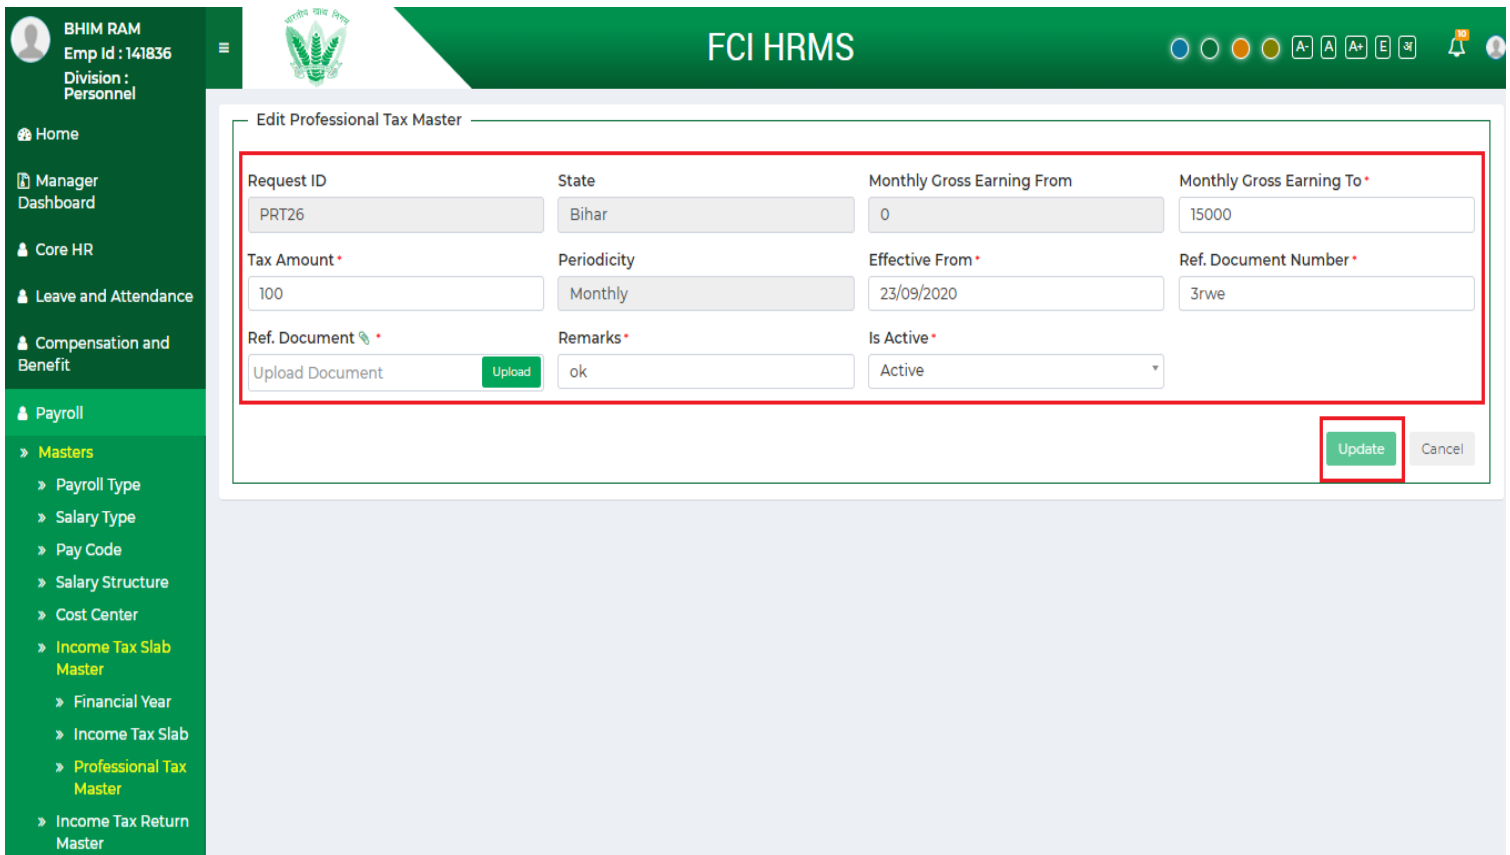 BHIM RAM
Emp Id : 141836
Division :
Personnel
Home
Manager
Dashboard
Core HR
Leave and Attendance
Compensation and
Benefit
Payroll
Masters
Payroll Type
Salary Type
Pay Code
Salary Structure
Cost Center
Income Tax Slab
Master
Financial Year
Income Tax Slab
Professional Tax
Master
Income Tax Return
Master
भारतीय खाद्य निगम
FCI HRMS
A- A A+ E अ
10
Edit Professional Tax Master
Request ID State Monthly Gross Earning From Monthly Gross Earning To *
PRT26 Bihar 0 15000
Tax Amount * Periodicity Effective From * Ref. Document Number *
100 Monthly 23/09/2020 3rwe
Ref. Document * Remarks * Is Active *
Upload Document Upload ok Active
Update Cancel